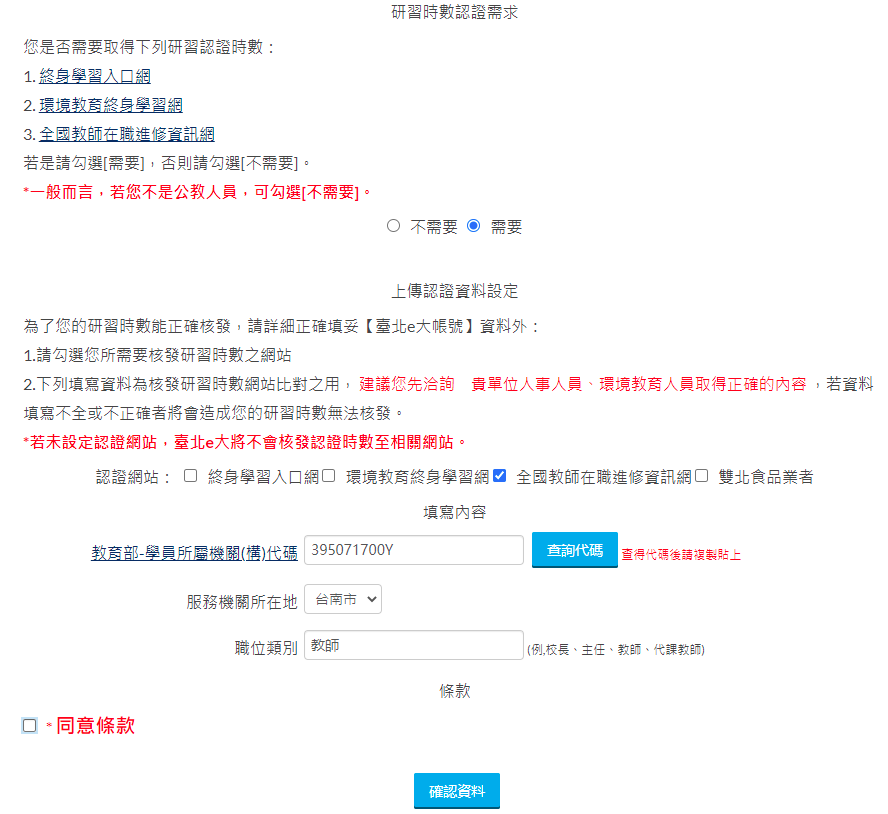 研習時數認證需求
您是否需要取得下列研習認證時數：
1. 終身學習入口網
2. 環境教育終身學習網
3. 全國教師在職進修資訊網
若是請勾選[需要]，否則請勾選[不需要]。
*一般而言，若您不是公教人員，可勾選[不需要]。
不需要 需要
上傳認證資料設定
為了您的研習時數能正確核發，請詳細正確填妥【臺北e大帳號】資料外：
1.請勾選您所需要核發研習時數之網站
2.下列填寫資料為核發研習時數網站比對之用， 建議您先洽詢　貴單位人事人員、環境教育人員取得正確的內容 ，若資料
填寫不全或不正確者將會造成您的研習時數無法核發。
*若未設定認證網站，臺北e大將不會核發認證時數至相關網站。
認證網站： 終身學習入口網 環境教育終身學習網 全國教師在職進修資訊網 雙北食品業者
填寫內容
教育部-學員所屬機關(構)代碼 395071700Y 查詢代碼 查得代碼後請複製貼上
服務機關所在地 台南市
職位類別 教師 (例,校長、主任、教師、代課教師)
條款
* 同意條款
確認資料